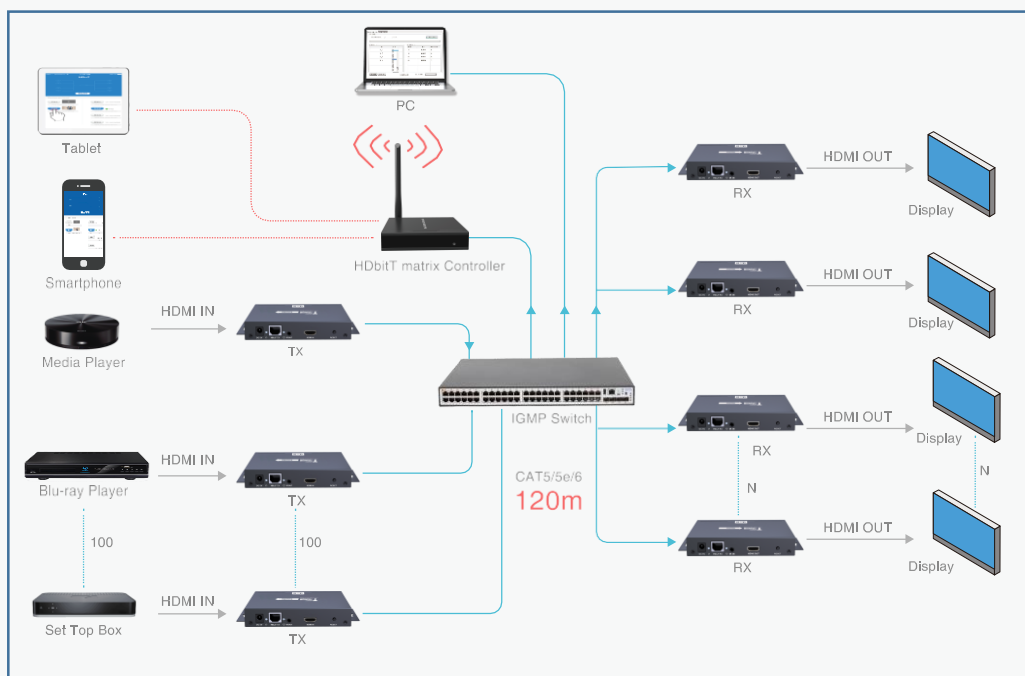 PC
Tablet
HDMI OUT
RX
Display
HDbitT matrix Controller
Smartphone
HDMI OUT
RX
Display
HDMI IN
Media Player
TX
IGMP Switch
HDMI OUT
RX
Display
HDMI IN
Blu-ray Player
TX
CAT5/5e/6
120m
N
N
100
100
HDMI OUT
RX
Display
HDMI IN
Set Top Box
TX